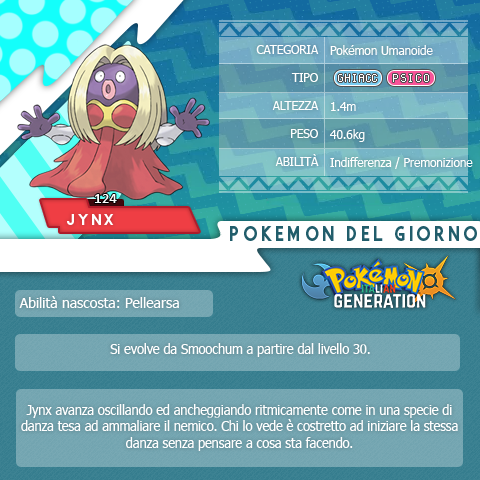 CATEGORIA Pokémon Umanoide
TIPO GHIACC PSICO
ALTEZZA 1.4m
PESO 40.6kg
ABILITÀ Indifferenza / Premonizione
124
JYNX
POKEMON DEL GIORNO
Pokémon
ITALIAN
GENERATION
Abilità nascosta: Pellearsa
Si evolve da Smoochum a partire dal livello 30.
Jynx avanza oscillando ed ancheggiando ritmicamente come in una specie di
danza tesa ad ammaliare il nemico. Chi lo vede è costretto ad iniziare la stessa
danza senza pensare a cosa sta facendo.